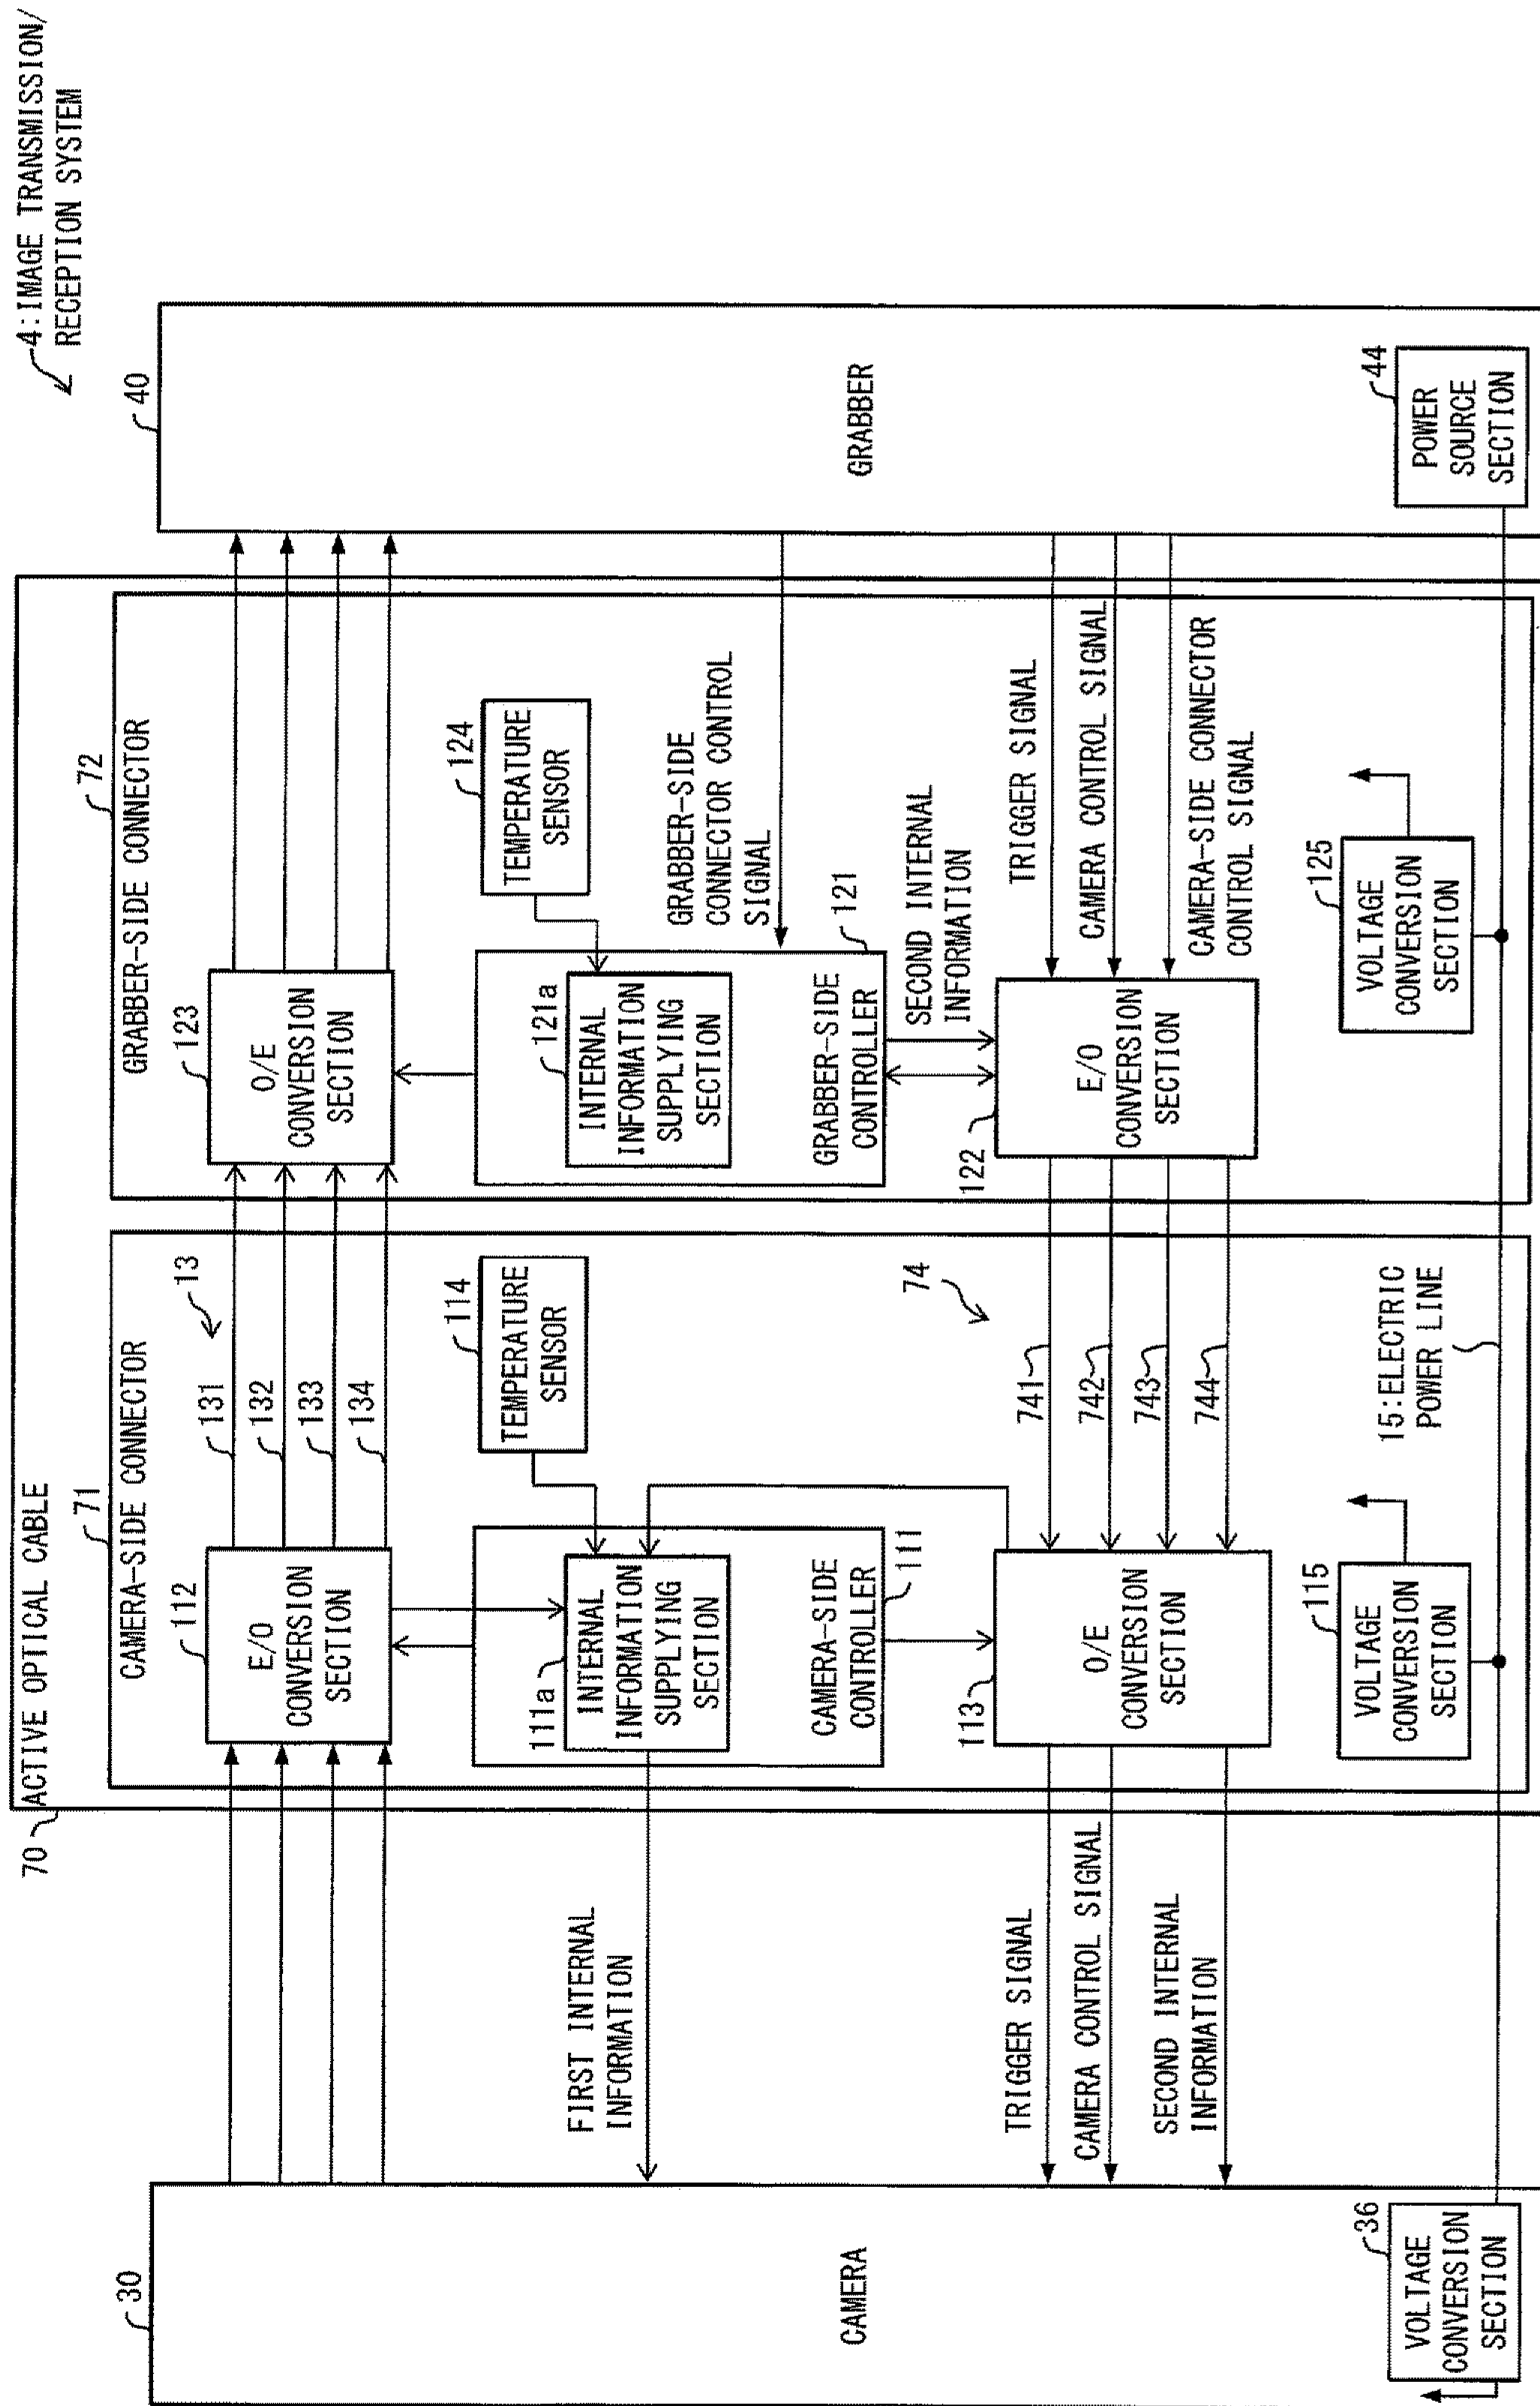 4:IMAGE TRANSMISSION/
RECEPTION SYSTEM
70
ACTIVE OPTICAL CABLE
30
CAMERA
36
VOLTAGE
CONVERSION
SECTION
FIRST INTERNAL
INFORMATION
TRIGGER SIGNAL
CAMERA CONTROL SIGNAL
SECOND INTERNAL
INFORMATION
71
CAMERA-SIDE CONNECTOR
112
E/O
CONVERSION
SECTION
131
132
133
134
13
114
TEMPERATURE
SENSOR
111a
INTERNAL
INFORMATION
SUPPLYING
SECTION
CAMERA-SIDE
CONTROLLER
111
113
O/E
CONVERSION
SECTION
74
741
742
743
744
115
VOLTAGE
CONVERSION
SECTION
15:ELECTRIC
POWER LINE
72
GRABBER-SIDE CONNECTOR
123
O/E
CONVERSION
SECTION
124
TEMPERATURE
SENSOR
121a
INTERNAL
INFORMATION
SUPPLYING
SECTION
GRABBER-SIDE
CONTROLLER
121
GRABBER-SIDE
CONNECTOR CONTROL
SIGNAL
SECOND INTERNAL
INFORMATION
122
E/O
CONVERSION
SECTION
TRIGGER SIGNAL
CAMERA CONTROL SIGNAL
CAMERA-SIDE CONNECTOR
CONTROL SIGNAL
125
VOLTAGE
CONVERSION
SECTION
40
GRABBER
44
POWER
SOURCE
SECTION